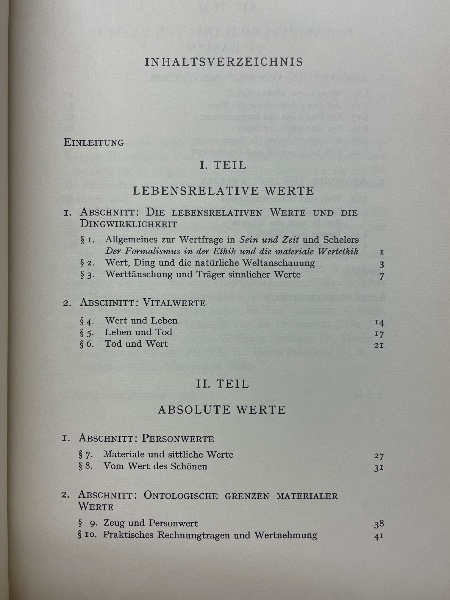 INHALTSVERZEICHNIS
EINLEITUNG
I. TEIL
LEBENSRELATIVE WERTE
1. ABSCHNITT: DIE LEBENSRELATIVEN WERTE UND DIE
DINGWIRKLICHKEIT
§ 1. Allgemeines zur Wertfrage in Sein und Zeit und Schelers
Der Formalismus in der Ethik und die materiale Wertethik 1
§ 2. Wert, Ding und die natürliche Weltanschauung 3
§ 3. Werttäuschung und Träger sinnlicher Werte 7
2. ABSCHNITT: VITALWERTE
§ 4. Wert und Leben 14
§ 5. Leben und Tod 17
§ 6. Tod und Wert 21
II. TEIL
ABSOLUTE WERTE
1. ABSCHNITT: PERSONWERTE
§ 7. Materiale und sittliche Werte 27
§ 8. Vom Wert des Schönen 31
2. ABSCHNITT: ONTOLOGISCHE GRENZEN MATERIALER
WERTE
§ 9. Zeug und Personwert 38
§ 10. Praktisches Rechnungtragen und Wertnehmung 41